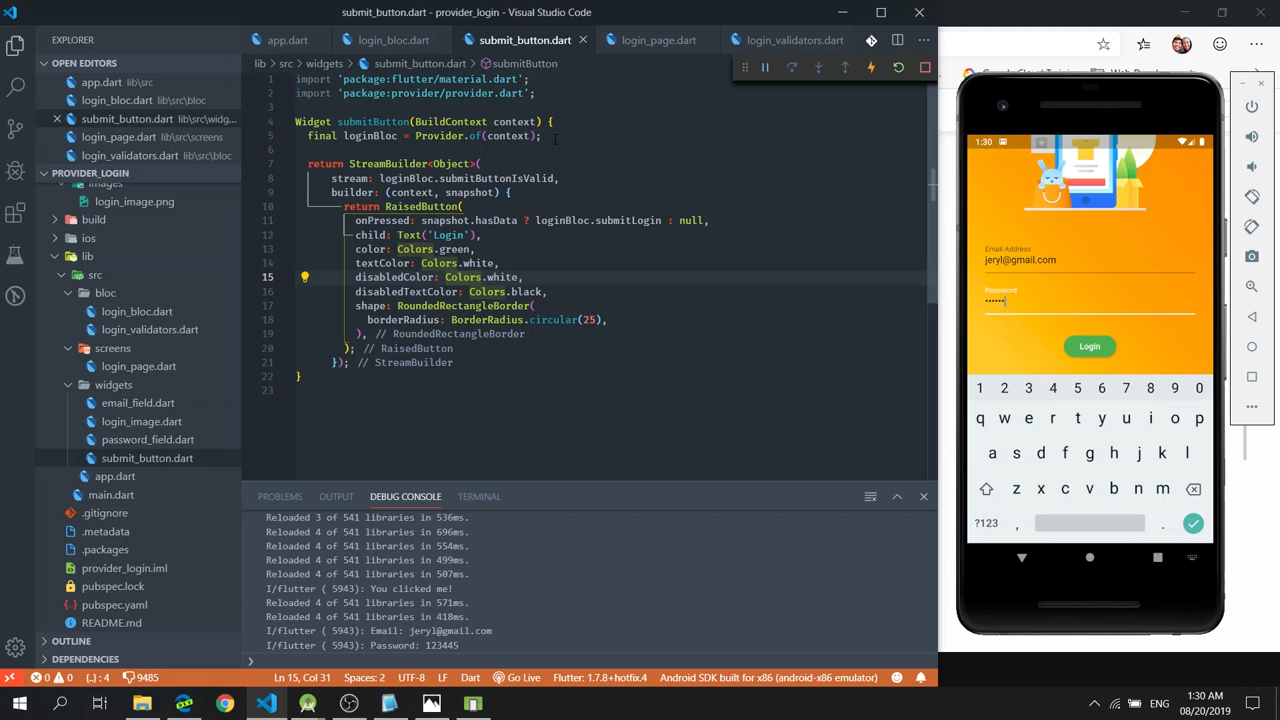 submit_button.dart - provider_login - Visual Studio Code
EXPLORER
OPEN EDITORS
app.dart lib\src
login_bloc.dart lib\src\bloc
submit_button.dart lib\src\widg...
login_page.dart lib\src\screens
login_validators.dart lib\src\bloc
PROVIDER_LOGIN
images
login_image.png
build
ios
lib
src
bloc
login_bloc.dart
login_validators.dart
screens
login_page.dart
widgets
email_field.dart
login_image.dart
password_field.dart
submit_button.dart
app.dart
main.dart
.gitignore
.metadata
.packages
provider_login.iml
pubspec.lock
pubspec.yaml
README.md
OUTLINE
DEPENDENCIES
app.dart login_bloc.dart submit_button.dart login_page.dart login_validators.dart
lib > src > widgets > submit_button.dart > submitButton
1 import 'package:flutter/material.dart';
2 import 'package:provider/provider.dart';
3
4 Widget submitButton(BuildContext context) {
5 final loginBloc = Provider.of(context);
6
7 return StreamBuilder<Object>(
8 stream: loginBloc.submitButtonIsValid,
9 builder: (context, snapshot) {
10 return RaisedButton(
11 onPressed: snapshot.hasData ? loginBloc.submitLogin : null,
12 child: Text('Login'),
13 color: Colors.green,
14 textColor: Colors.white,
15 disabledColor: Colors.white,
16 disabledTextColor: Colors.black,
17 shape: RoundedRectangleBorder(
18 borderRadius: BorderRadius.circular(25),
19 ), // RoundedRectangleBorder
20 ); // RaisedButton
21 }); // StreamBuilder
22 }
23
PROBLEMS OUTPUT DEBUG CONSOLE TERMINAL
Reloaded 3 of 541 libraries in 536ms.
Reloaded 4 of 541 libraries in 696ms.
Reloaded 4 of 541 libraries in 554ms.
Reloaded 4 of 541 libraries in 499ms.
Reloaded 4 of 541 libraries in 507ms.
I/flutter ( 5943): You clicked me!
Reloaded 4 of 541 libraries in 571ms.
Reloaded 4 of 541 libraries in 418ms.
I/flutter ( 5943): Email: jeryl@gmail.com
I/flutter ( 5943): Password: 123445
0 0 {..}: 4 9485 Ln 15, Col 31 Spaces: 2 UTF-8 LF Dart Go Live Flutter: 1.7.8+hotfix.4 Android SDK built for x86 (android-x86 emulator)
1:30
Email Address
jeryl@gmail.com
Password
••••••
Login
1 2 3 4 5 6 7 8 9 0
q w e r t y u i o p
a s d f g h j k l
z x c v b n m
?123 , .
ENG
1:30 AM
08/20/2019